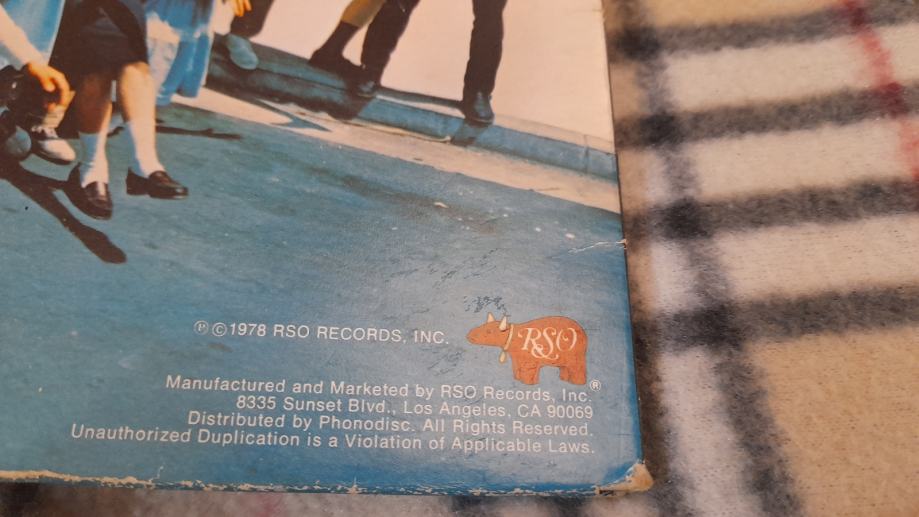 ℗©1978 RSO RECORDS, INC.
RSO ®
Manufactured and Marketed by RSO Records, Inc.
8335 Sunset Blvd., Los Angeles, CA 90069
Distributed by Phonodisc. All Rights Reserved.
Unauthorized Duplication is a Violation of Applicable Laws.